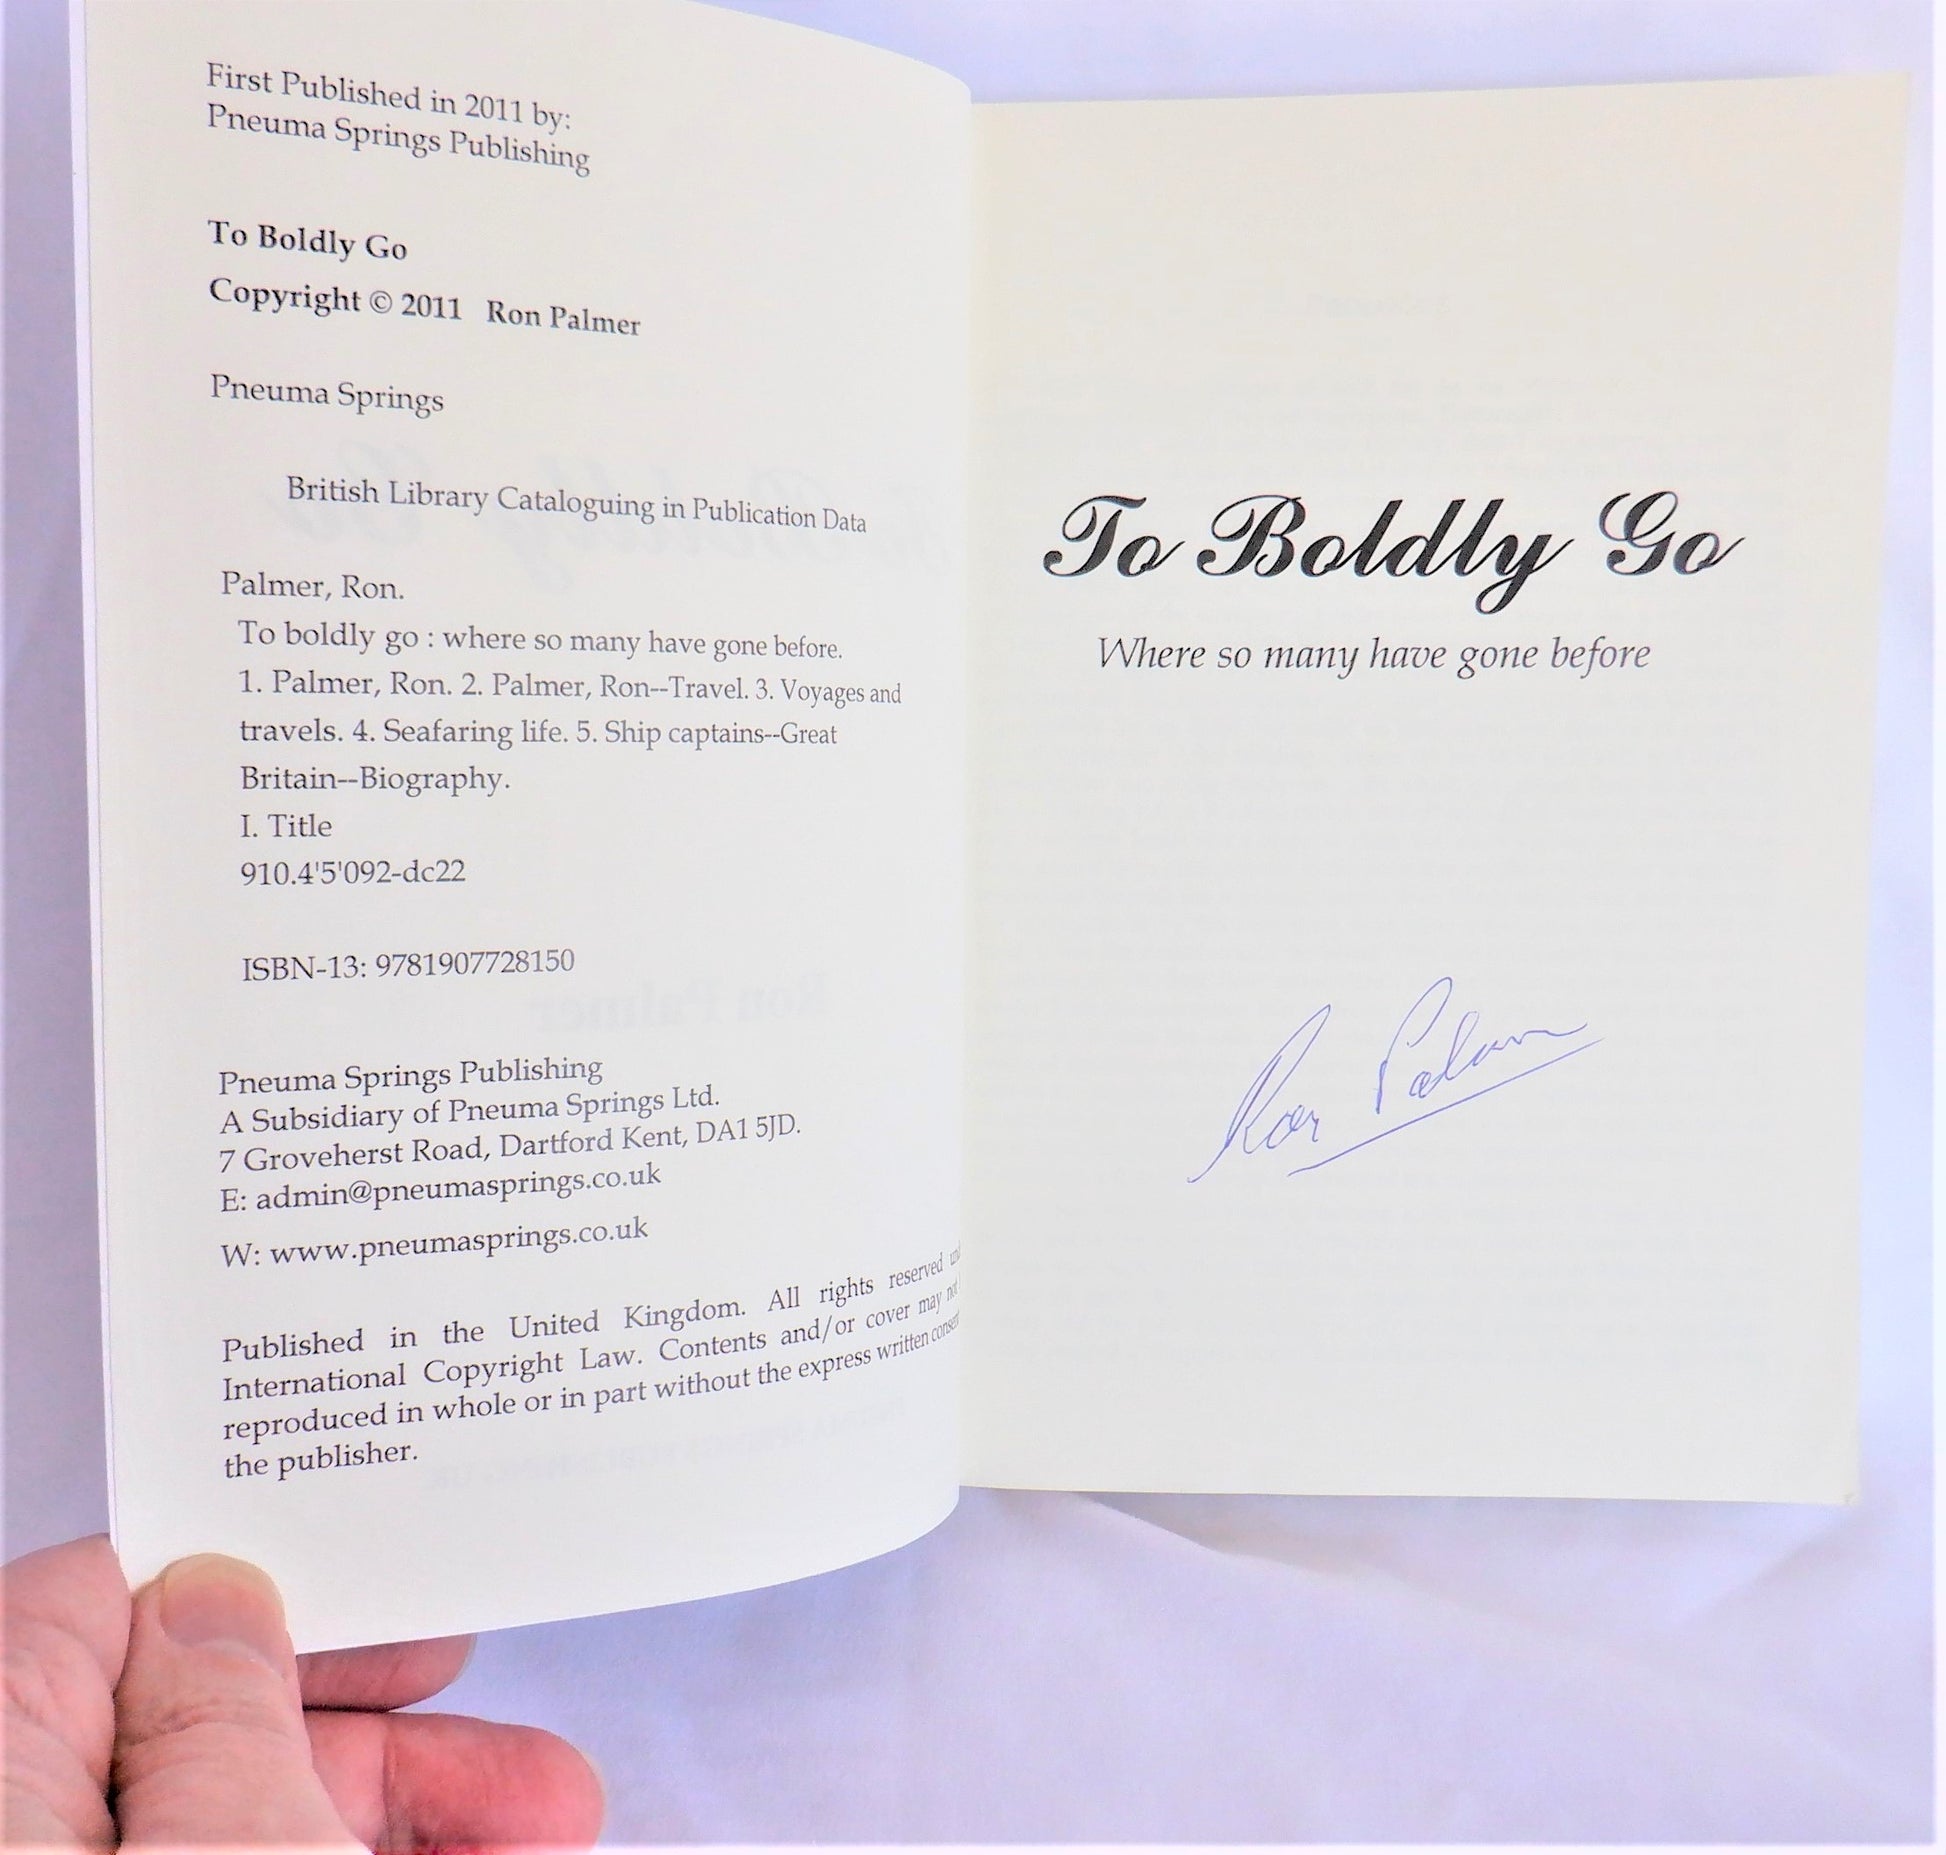 First Published in 2011 by:
Pneuma Springs Publishing
To Boldly Go
Copyright © 2011 Ron Palmer
Pneuma Springs
British Library Cataloguing in Publication Data
Palmer, Ron.
To boldly go : where so many have gone before.
1. Palmer, Ron. 2. Palmer, Ron--Travel. 3. Voyages and
travels. 4. Seafaring life. 5. Ship captains--Great
Britain--Biography.
I. Title
910.4'5'092-dc22
ISBN-13: 9781907728150
Pneuma Springs Publishing
A Subsidiary of Pneuma Springs Ltd.
7 Groveherst Road, Dartford Kent, DA1 5JD.
E: admin@pneumasprings.co.uk
W: www.pneumasprings.co.uk
Published in the United Kingdom. All rights reserved
International Copyright Law. Contents and/or cover may not
reproduced in whole or in part without the express written
the publisher.
To Boldly Go
Where so many have gone before
Ron Palmer